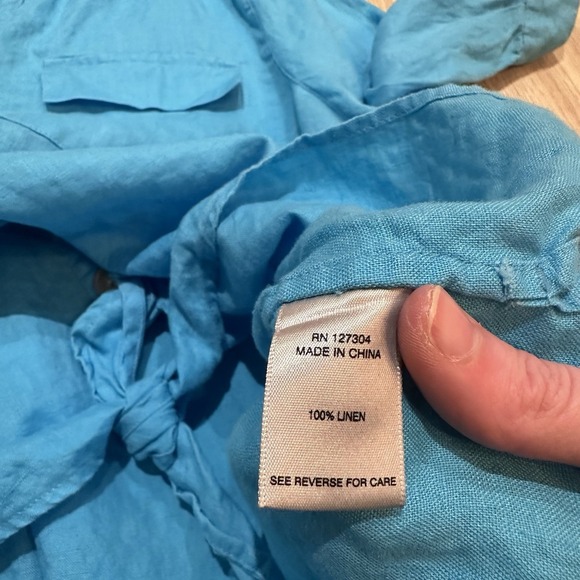 RN 127304
MADE IN CHINA
100% LINEN
SEE REVERSE FOR CARE